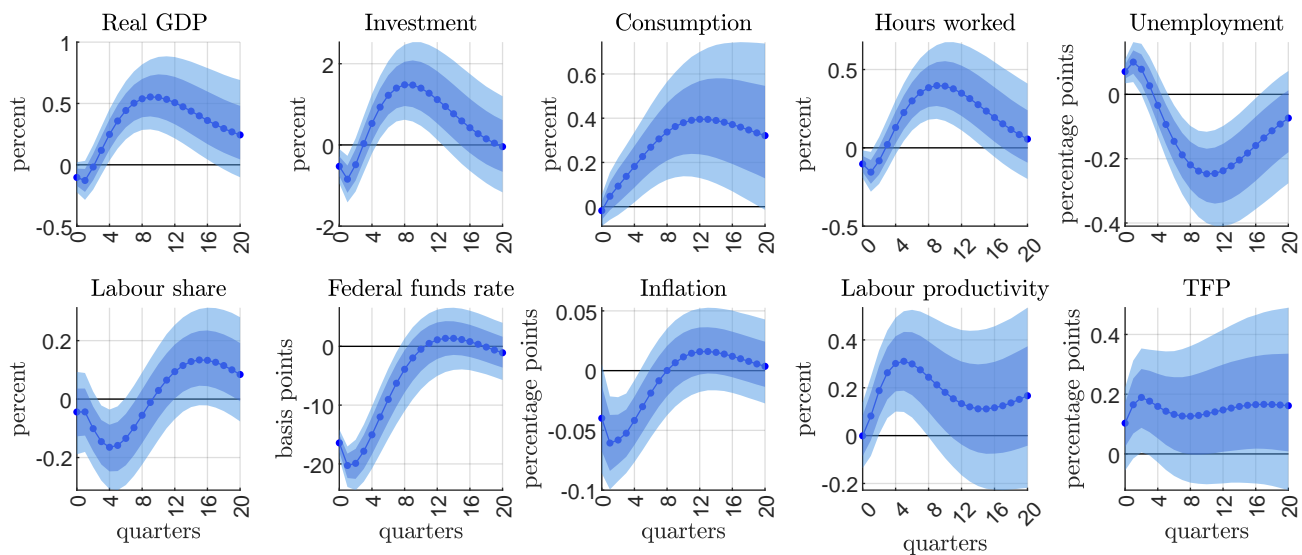 Real GDP
percent
1
0.5
0
-0.5
0 4 8 12 16 20
Investment
percent
2
0
-2
0 4 8 12 16 20
Consumption
percent
0.6
0.4
0.2
0
0 4 8 12 16 20
Hours worked
percent
0.5
0
-0.5
0 4 8 12 16 20
Unemployment
percentage points
0
-0.2
-0.4
0 4 8 12 16 20
Labour share
percent
0.2
0
-0.2
0 4 8 12 16 20
quarters
Federal funds rate
basis points
0
-10
-20
0 4 8 12 16 20
quarters
Inflation
percentage points
0.05
0
-0.05
-0.1
0 4 8 12 16 20
quarters
Labour productivity
percent
0.4
0.2
0
-0.2
0 4 8 12 16 20
quarters
TFP
percentage points
0.4
0.2
0
0 4 8 12 16 20
quarters